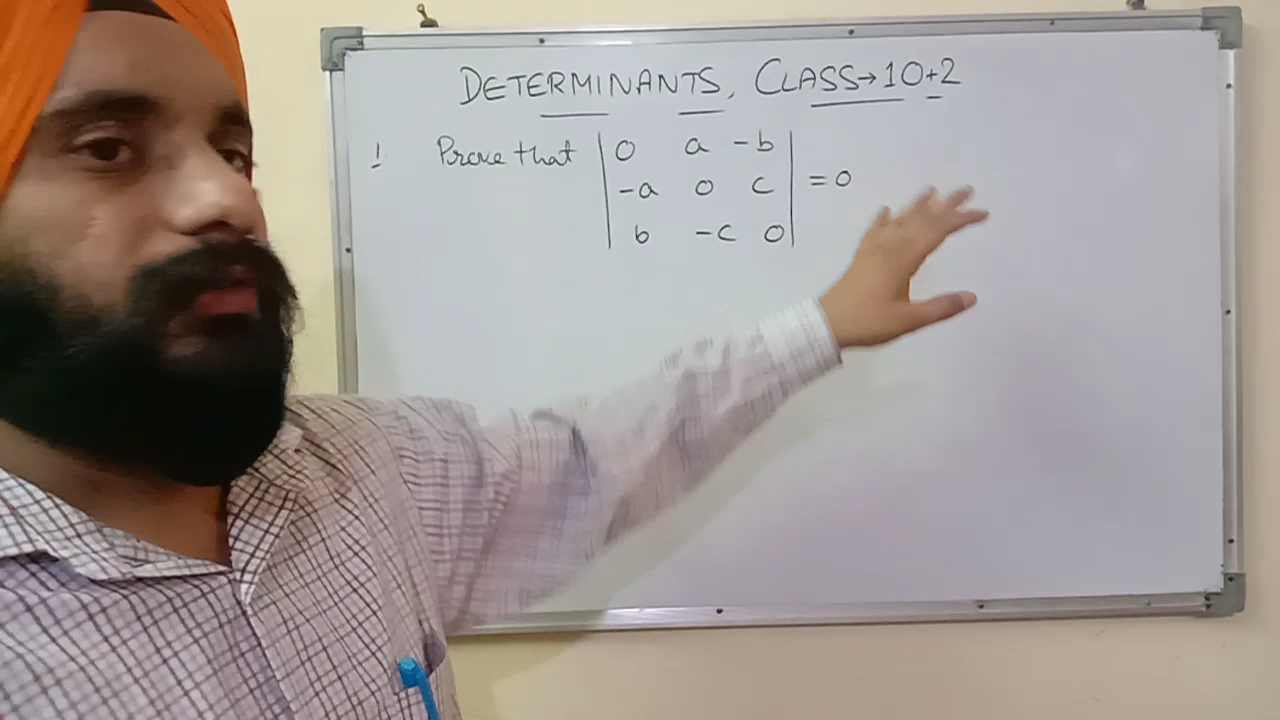 DETERMINANTS, CLASS→10+2
1 Prove that | 0 a -b |
| -a 0 c | = 0
| b -c 0 |